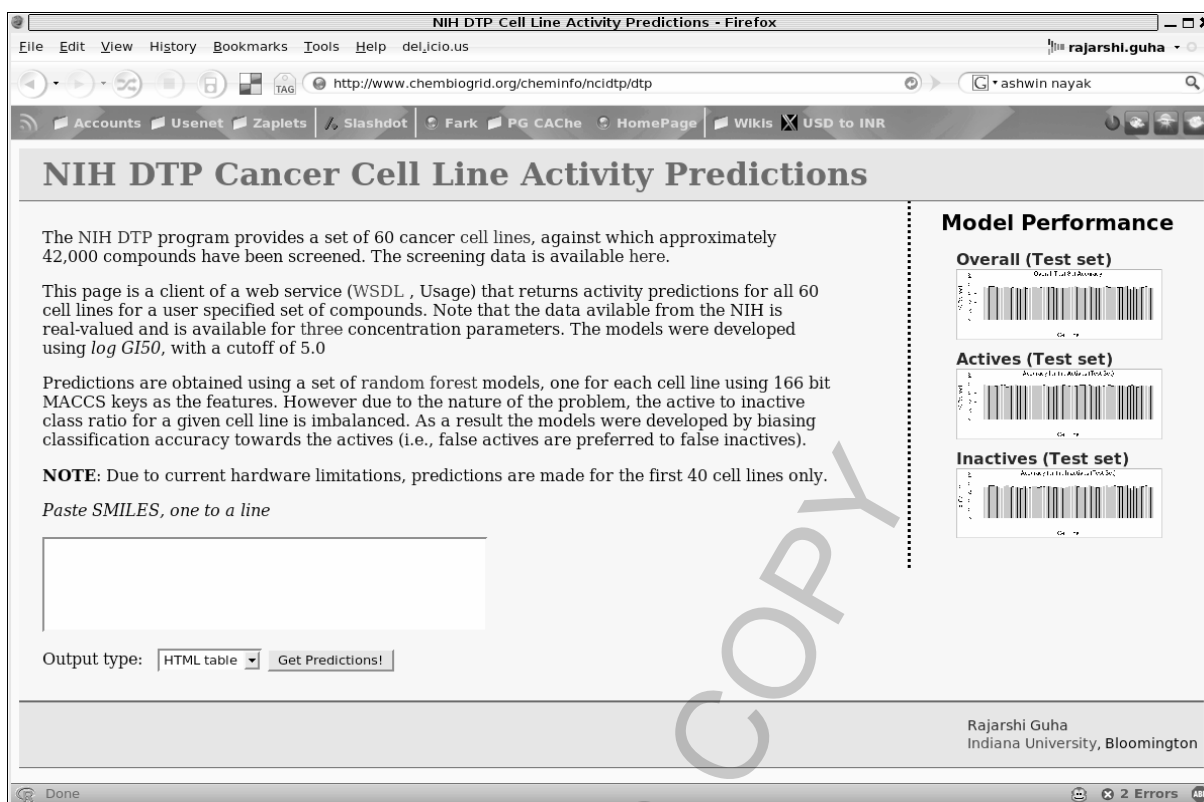 NIH DTP Cell Line Activity Predictions - Firefox
File Edit View History Bookmarks Tools Help del.icio.us
rajarshi.guha
TAG
http://www.chembiogrid.org/cheminfo/ncidtp/dtp
G ashwin nayak
Accounts Usenet Zaplets Slashdot Fark PG CAChe HomePage Wikis USD to INR
NIH DTP Cancer Cell Line Activity Predictions
The NIH DTP program provides a set of 60 cancer cell lines, against which approximately
42,000 compounds have been screened. The screening data is available here.
This page is a client of a web service (WSDL , Usage) that returns activity predictions for all 60
cell lines for a user specified set of compounds. Note that the data avilable from the NIH is
real-valued and is available for three concentration parameters. The models were developed
using log GI50, with a cutoff of 5.0
Predictions are obtained using a set of random forest models, one for each cell line using 166 bit
MACCS keys as the features. However due to the nature of the problem, the active to inactive
class ratio for a given cell line is imbalanced. As a result the models were developed by biasing
classification accuracy towards the actives (i.e., false actives are preferred to false inactives).
NOTE: Due to current hardware limitations, predictions are made for the first 40 cell lines only.
Paste SMILES, one to a line
Output type: HTML table Get Predictions!
Model Performance
Overall (Test set)
Actives (Test set)
Inactives (Test set)
COPY
Rajarshi Guha
Indiana University, Bloomington
Done
2 Errors